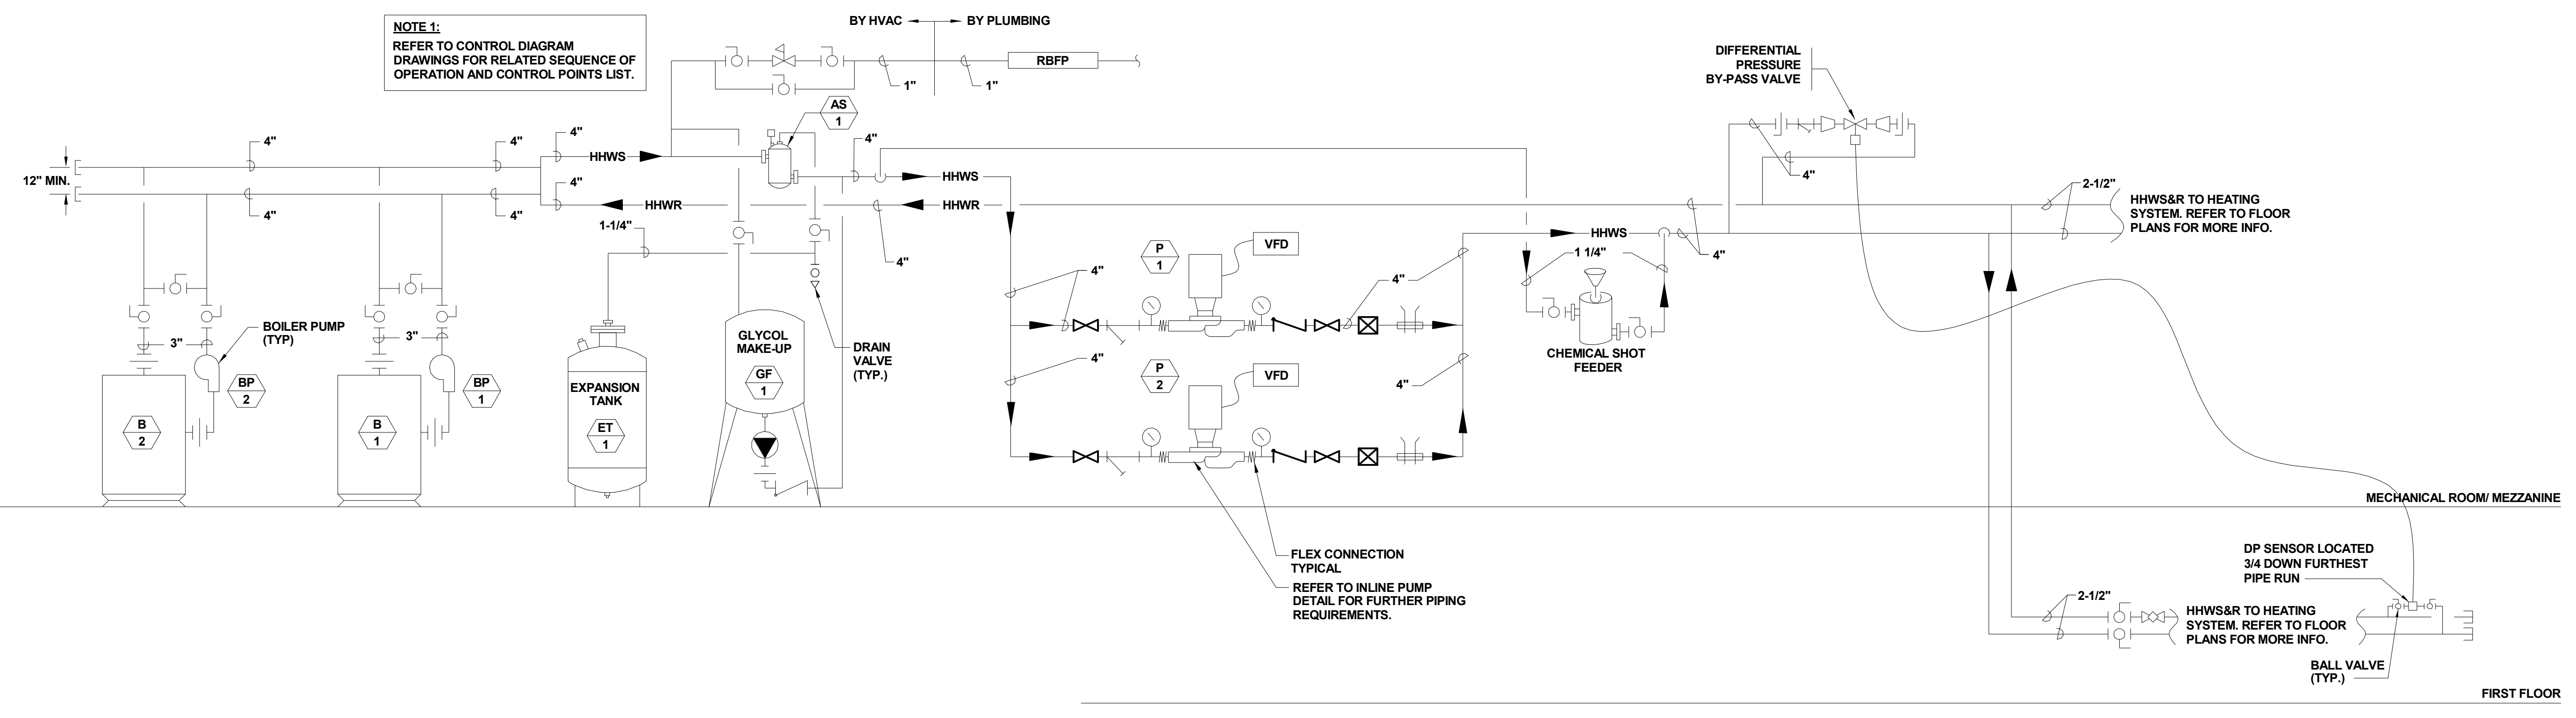 NOTE 1:
REFER TO CONTROL DIAGRAM
DRAWINGS FOR RELATED SEQUENCE OF
OPERATION AND CONTROL POINTS LIST.
BY HVAC
BY PLUMBING
RBFP
1"
1"
DIFFERENTIAL
PRESSURE
BY-PASS VALVE
AS
1
4"
4"
4"
4"
HHWS
12" MIN.
4"
4"
4"
HHWR
HHWS
HHWR
4"
2-1/2"
HHWS&R TO HEATING
SYSTEM. REFER TO FLOOR
PLANS FOR MORE INFO.
1-1/4"
4"
P
1
VFD
HHWS
1 1/4"
4"
4"
4"
BOILER PUMP
(TYP)
3"
3"
GLYCOL
MAKE-UP
GF
1
DRAIN
VALVE
(TYP.)
4"
P
2
VFD
4"
CHEMICAL SHOT
FEEDER
BP
2
BP
1
EXPANSION
TANK
ET
1
B
2
B
1
MECHANICAL ROOM/ MEZZANINE
FLEX CONNECTION
TYPICAL
REFER TO INLINE PUMP
DETAIL FOR FURTHER PIPING
REQUIREMENTS.
DP SENSOR LOCATED
3/4 DOWN FURTHEST
PIPE RUN
2-1/2"
HHWS&R TO HEATING
SYSTEM. REFER TO FLOOR
PLANS FOR MORE INFO.
BALL VALVE
(TYP.)
FIRST FLOOR